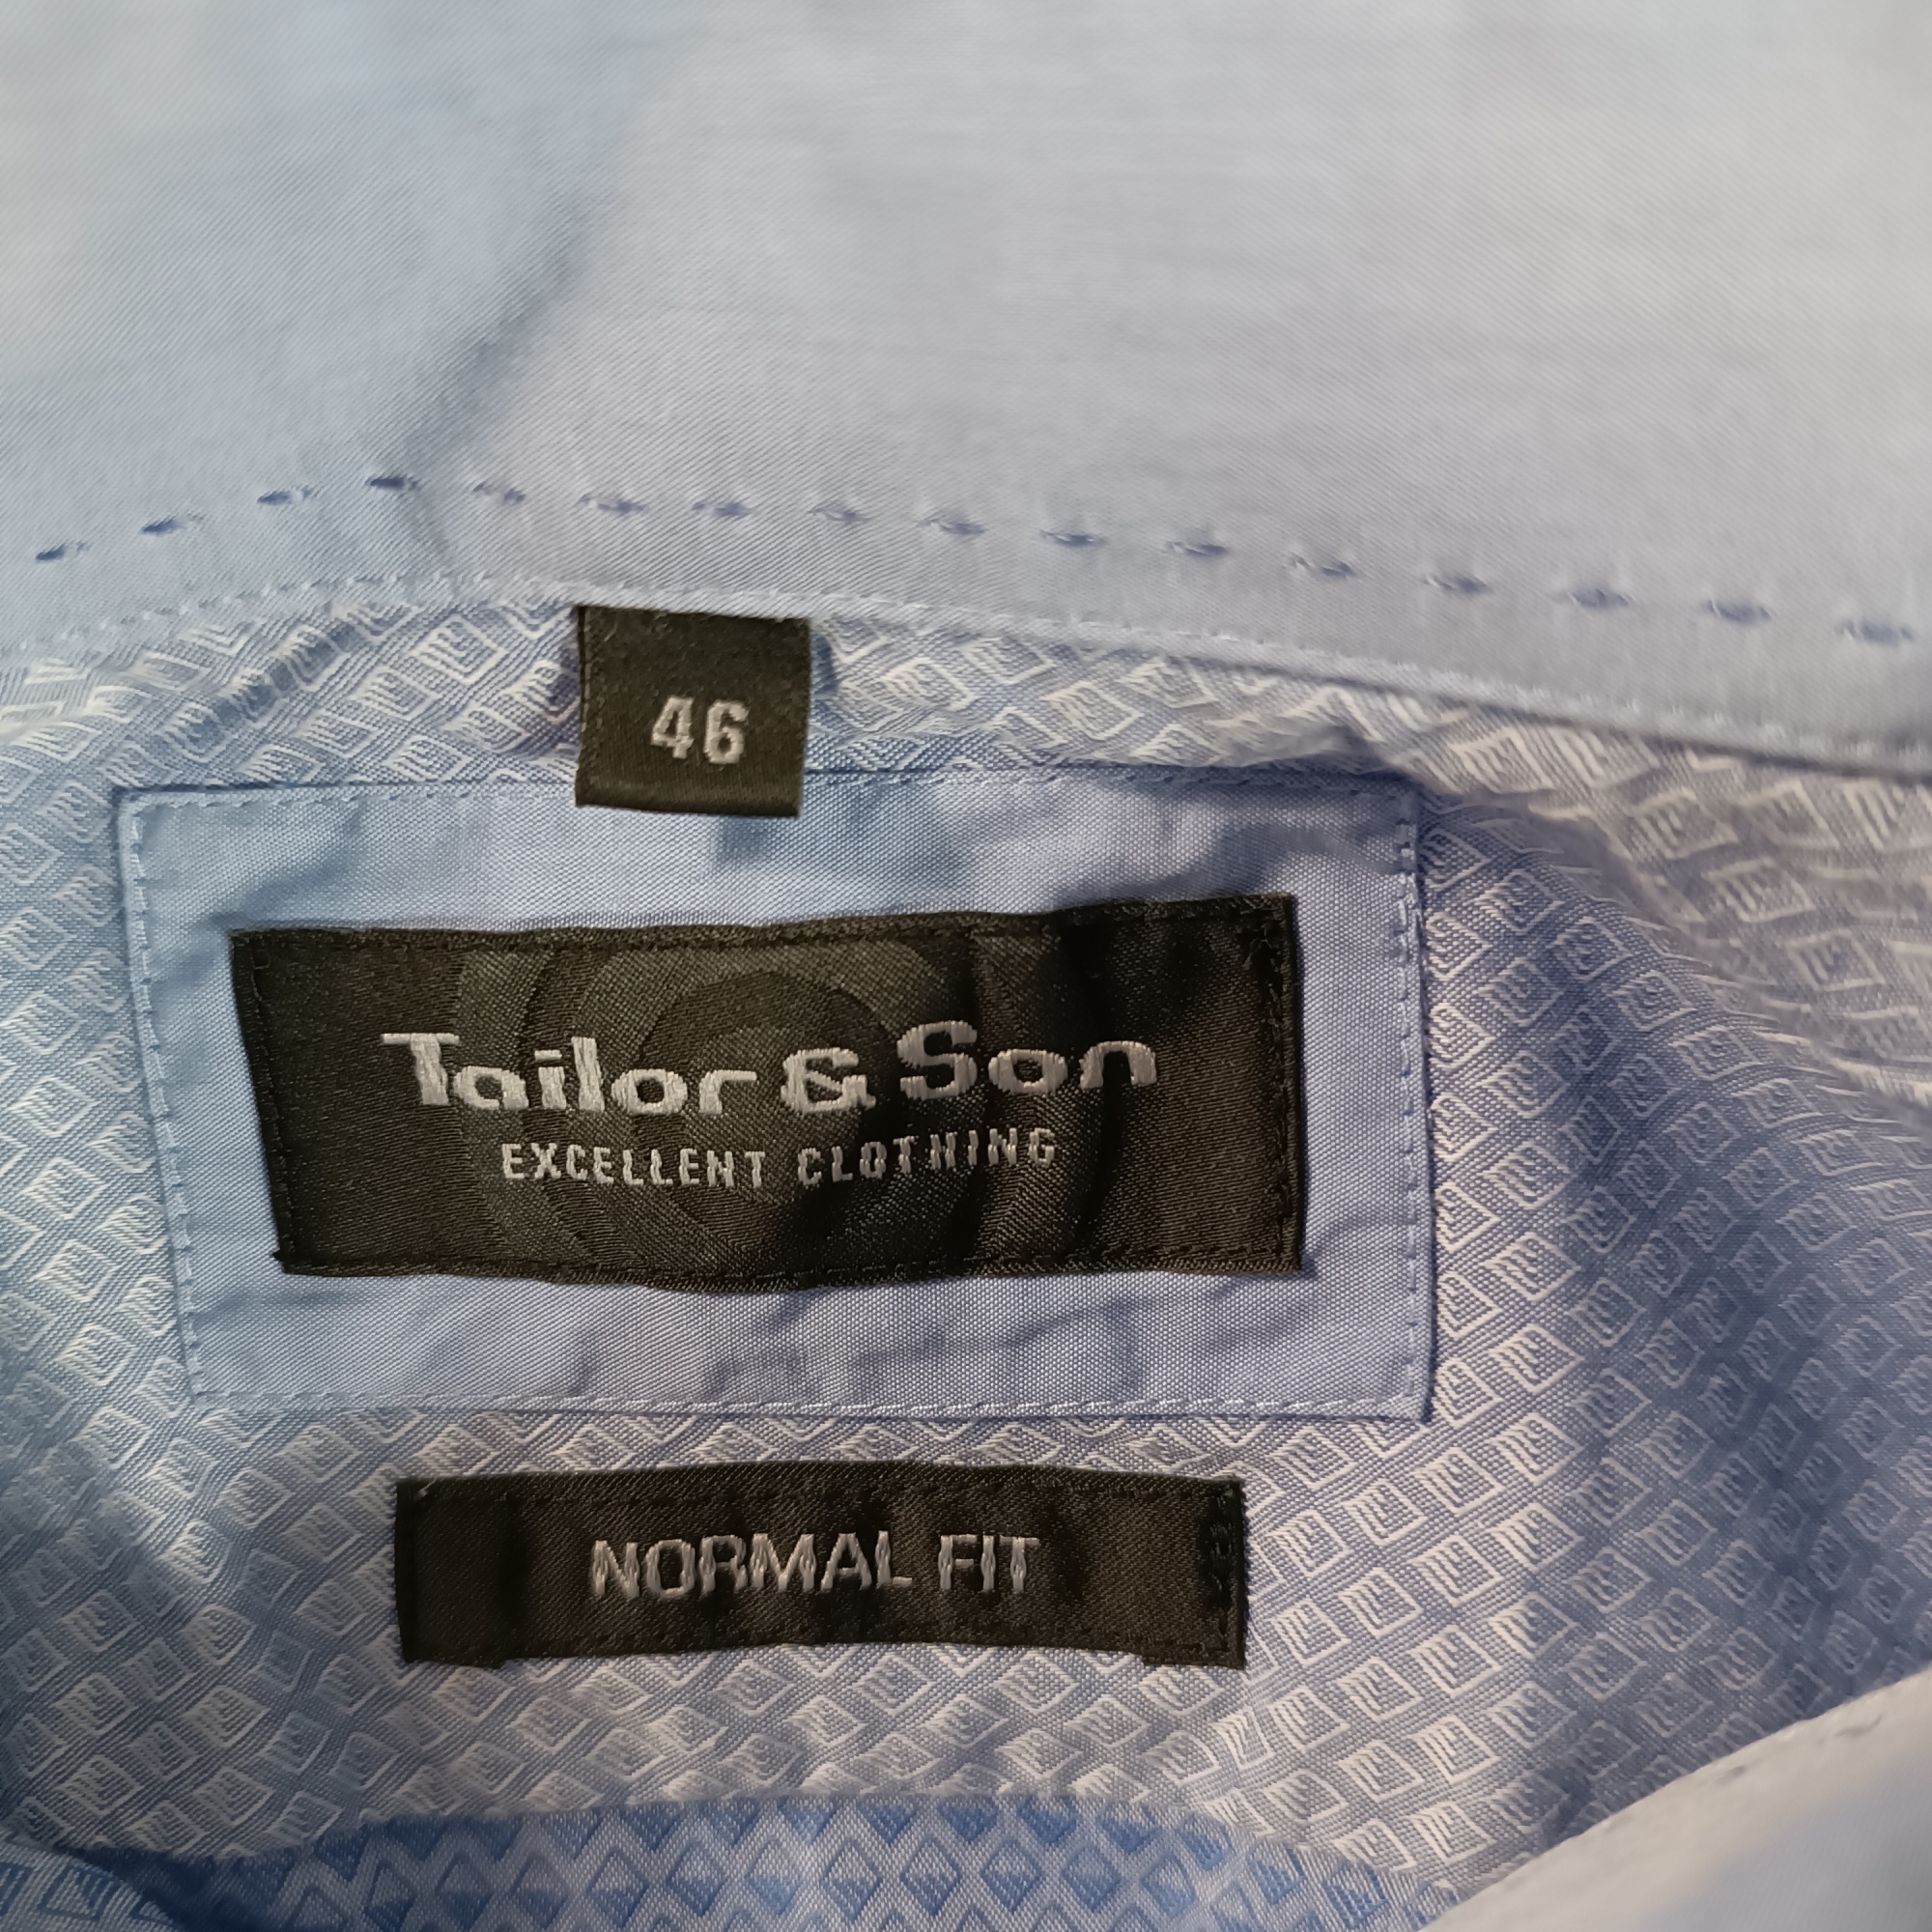 46
Tailor & Son
EXCELLENT CLOTHING
NORMAL FIT